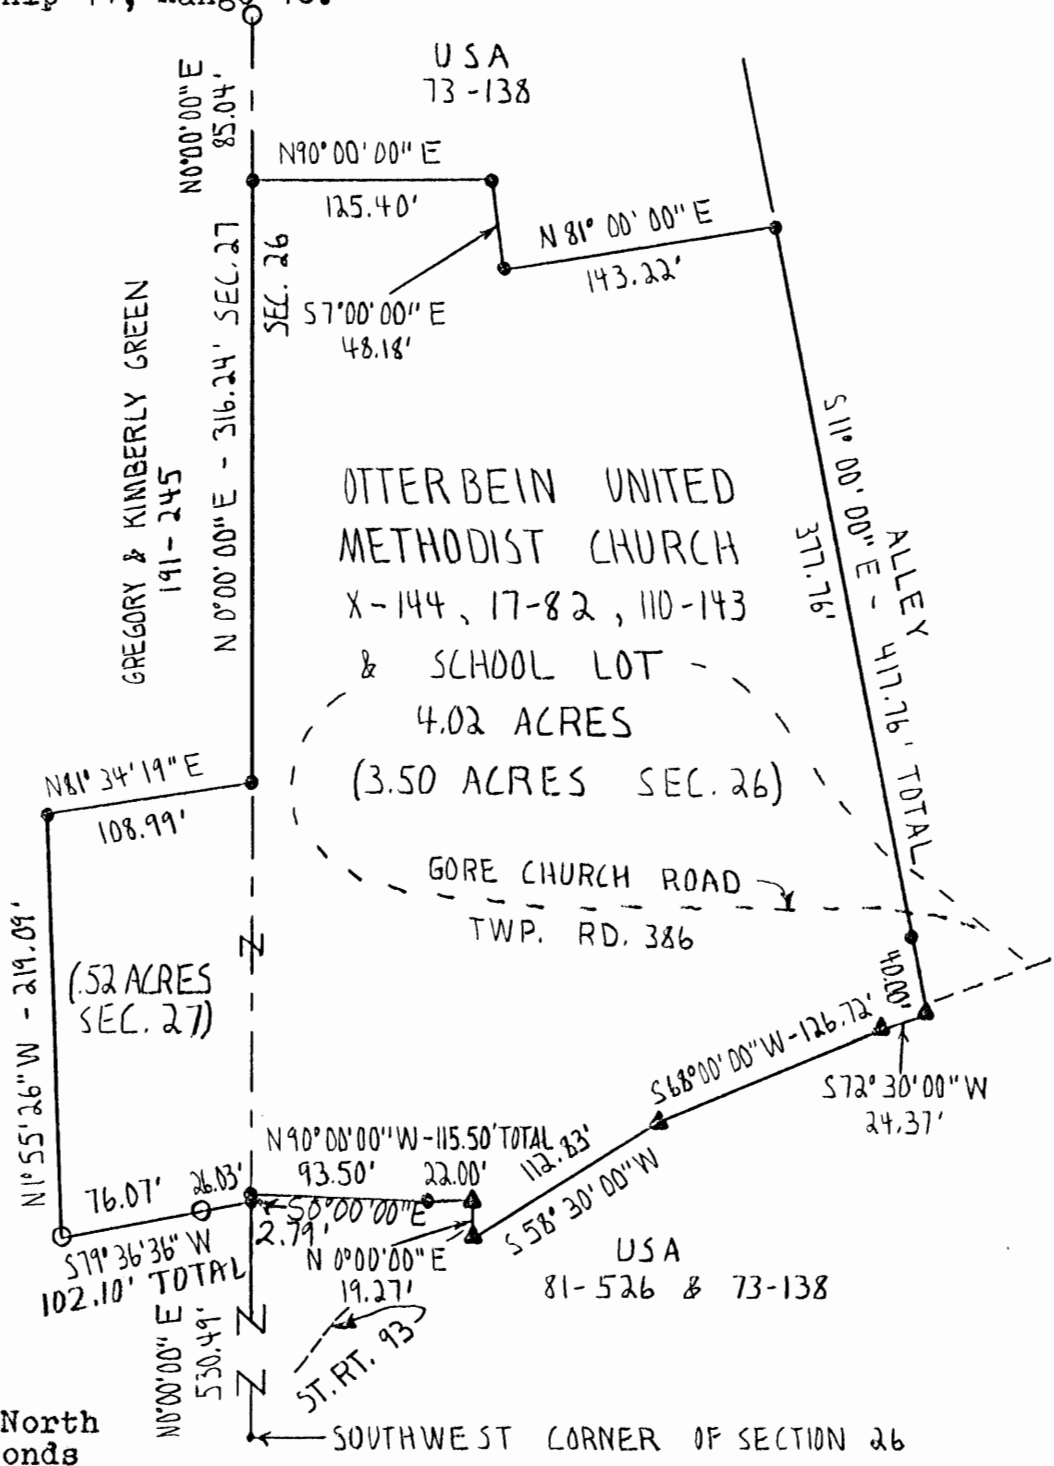 USA
73-138
N0°00'00"E
85.04'
N90°00'00"E
125.40'
N 81° 00' 00" E
143.22'
S7°00'00" E
48.18'
SEC. 27
SEC. 26
N 0°00'00"E - 316.24'
GREGORY & KIMBERLY GREEN
191-245
S 11° 00' 00" E - 417.76' TOTAL
377.76'
ALLEY
OTTERBEIN UNITED
METHODIST CHURCH
X-144, 17-82, 110-143
& SCHOOL LOT
4.02 ACRES
(3.50 ACRES SEC. 26)
N81° 34'19" E
108.99'
GORE CHURCH ROAD
TWP. RD. 386
N1°55'26"W - 219.09'
(.52 ACRES
SEC. 27)
40.00'
S68°00'00"W-126.72'
S72°30'00"W
24.37'
N90°00'00"W-115.50' TOTAL
93.50' 22.00'
112.83'
S 58° 30' 00"W
76.07' 26.03'
S0°00'00"E
2.79'
S79°36'36" W
102.10' TOTAL
N 0°00'00" E
19.27'
USA
81-526 & 73-138
N0°00'00" E
530.49'
ST. RT. 93
North
onds
SOUTHWEST CORNER OF SECTION 26